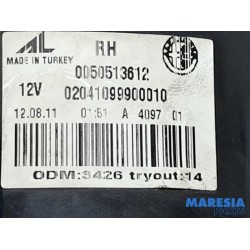 AL RH
MADE IN TURKEY
0050513612
12V 02041099900010
12.08.11 01:51 A 4097 01
ODM:3426 tryout:14
MARESIA